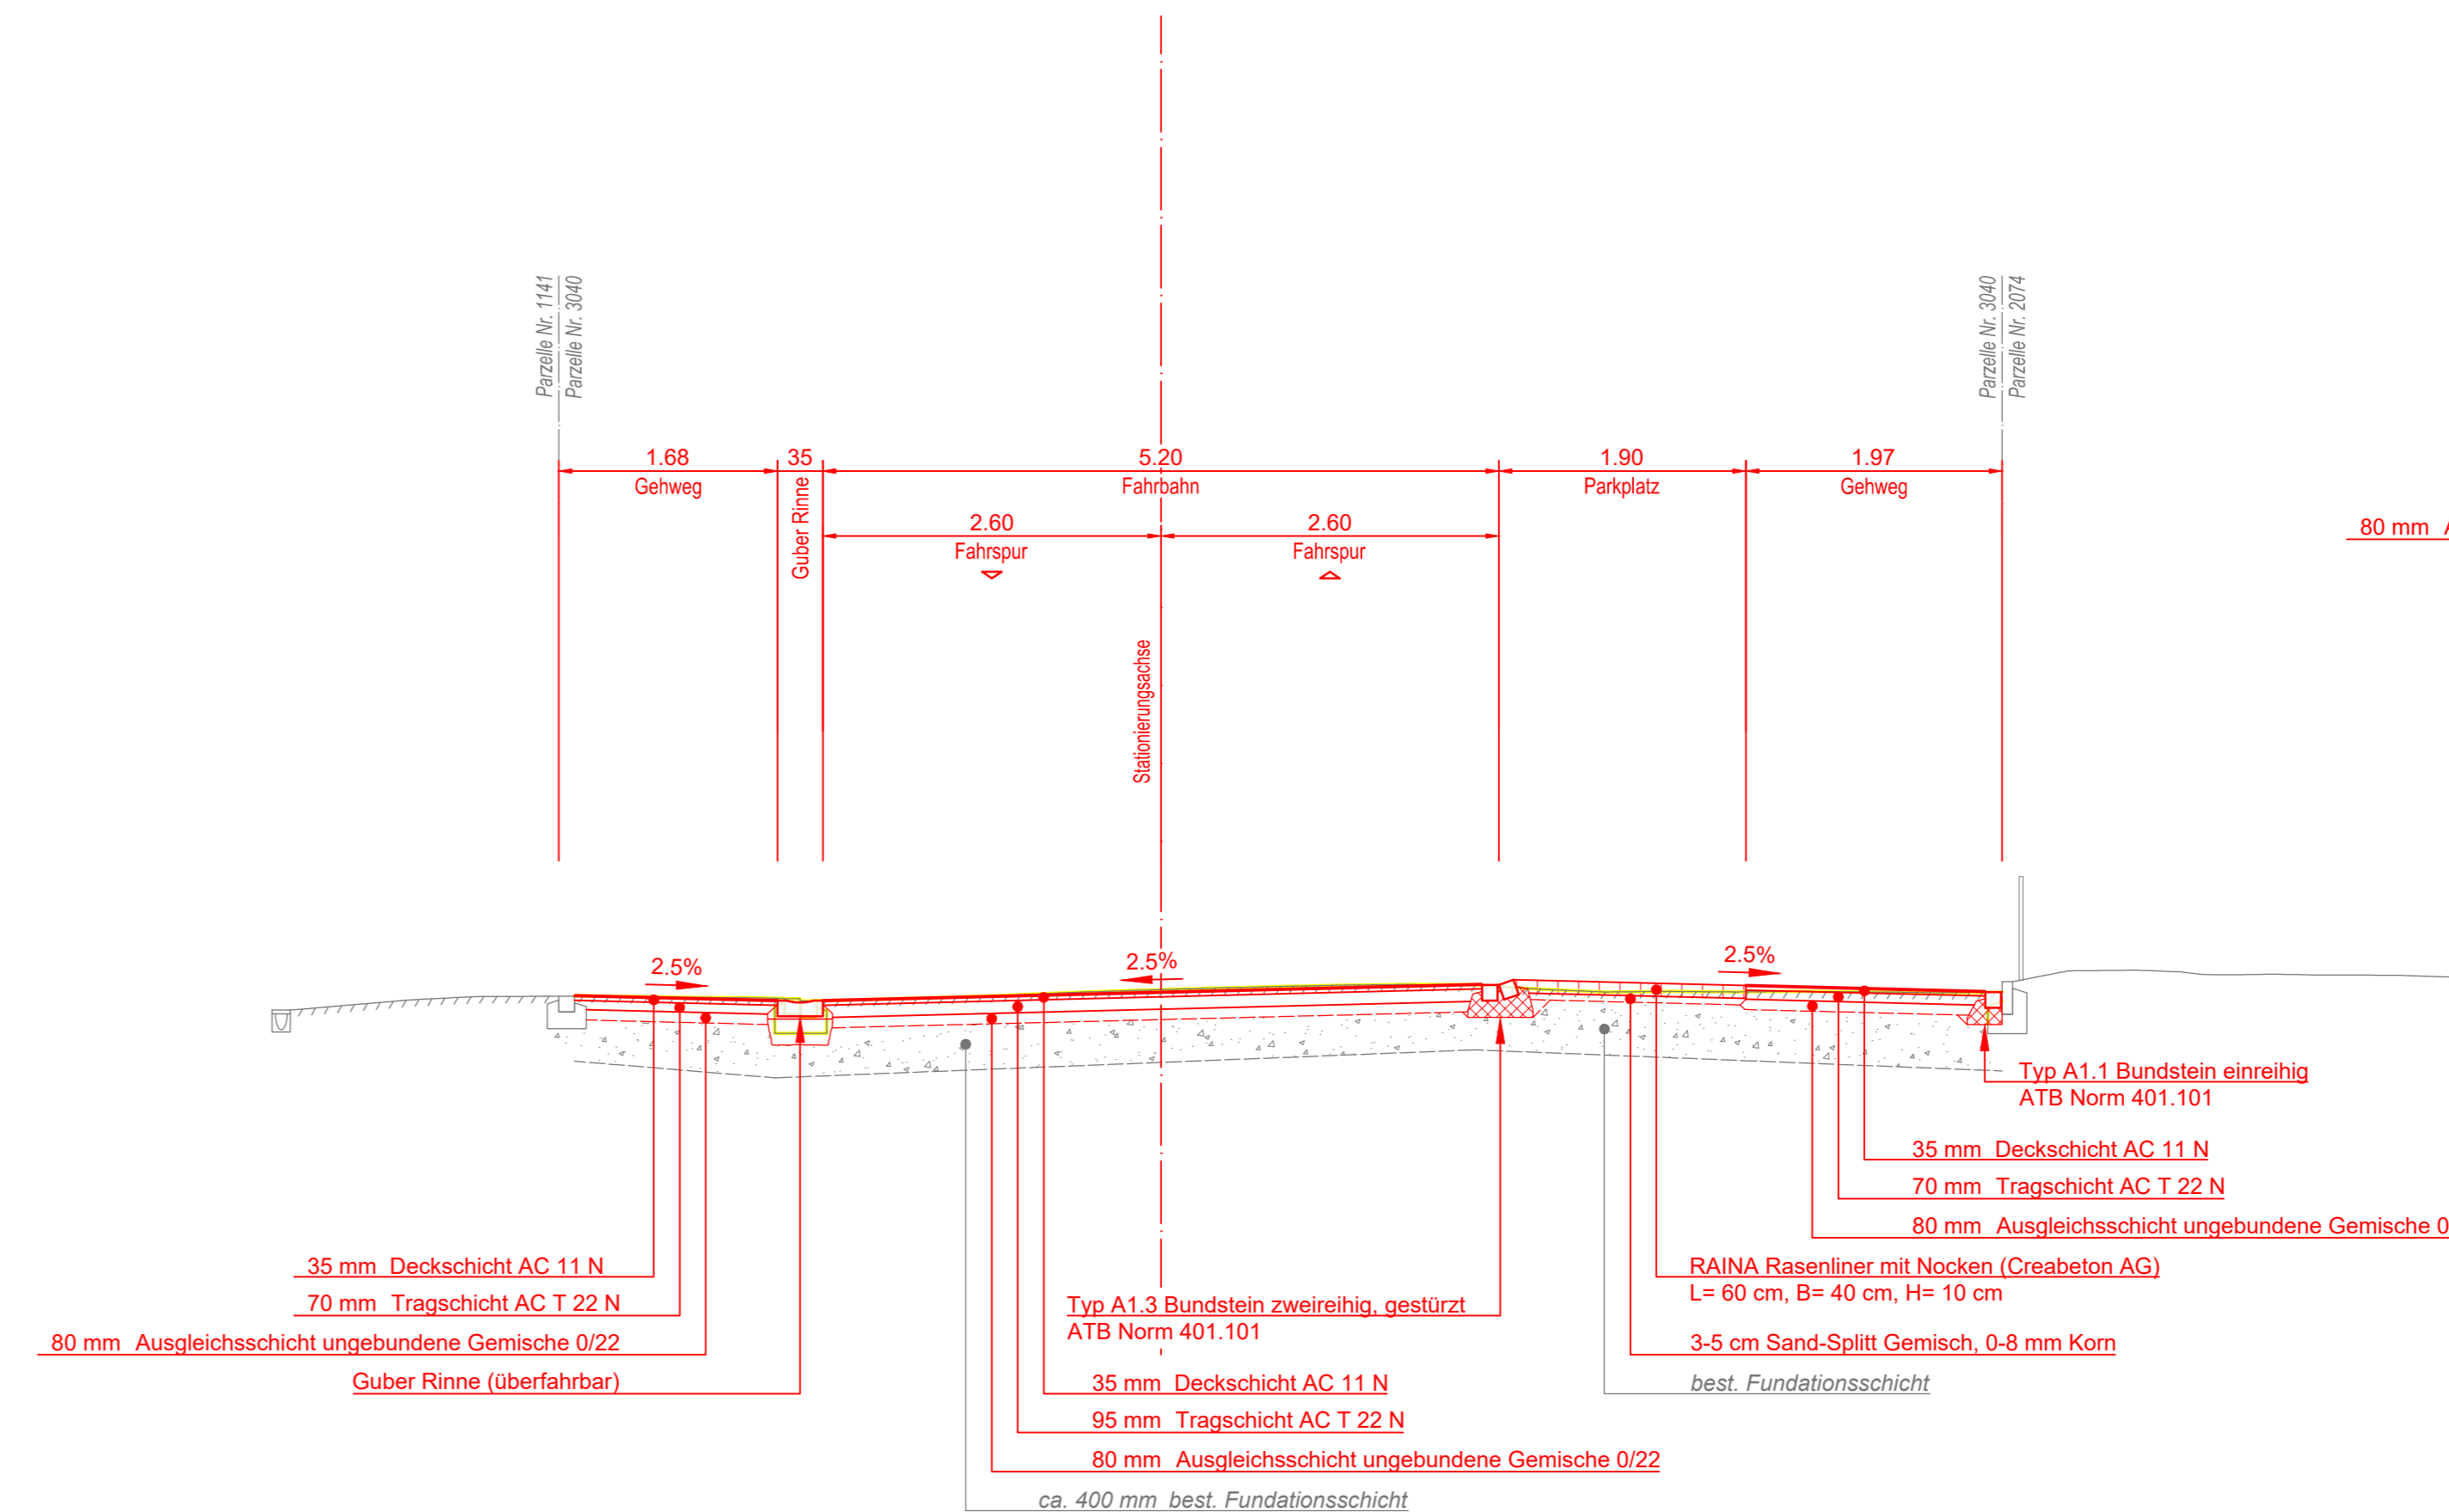 Parzelle Nr. 1141
Parzelle Nr. 3040
Parzelle Nr. 3040
Parzelle Nr. 2074
1.68
35
5.20
1.90
1.97
Gehweg
Guber Rinne
Fahrbahn
Parkplatz
Gehweg
2.60
2.60
Fahrspur
Fahrspur
80 mm
Stationierungsachse
2.5%
2.5%
2.5%
Typ A1.1 Bundstein einreihig
ATB Norm 401.101
35 mm Deckschicht AC 11 N
70 mm Tragschicht AC T 22 N
80 mm Ausgleichsschicht ungebundene Gemische 0
35 mm Deckschicht AC 11 N
70 mm Tragschicht AC T 22 N
80 mm Ausgleichsschicht ungebundene Gemische 0/22
Guber Rinne (überfahrbar)
Typ A1.3 Bundstein zweireihig, gestürzt
ATB Norm 401.101
35 mm Deckschicht AC 11 N
95 mm Tragschicht AC T 22 N
80 mm Ausgleichsschicht ungebundene Gemische 0/22
ca. 400 mm best. Fundationsschicht
RAINA Rasenliner mit Nocken (Creabeton AG)
L= 60 cm, B= 40 cm, H= 10 cm
3-5 cm Sand-Splitt Gemisch, 0-8 mm Korn
best. Fundationsschicht